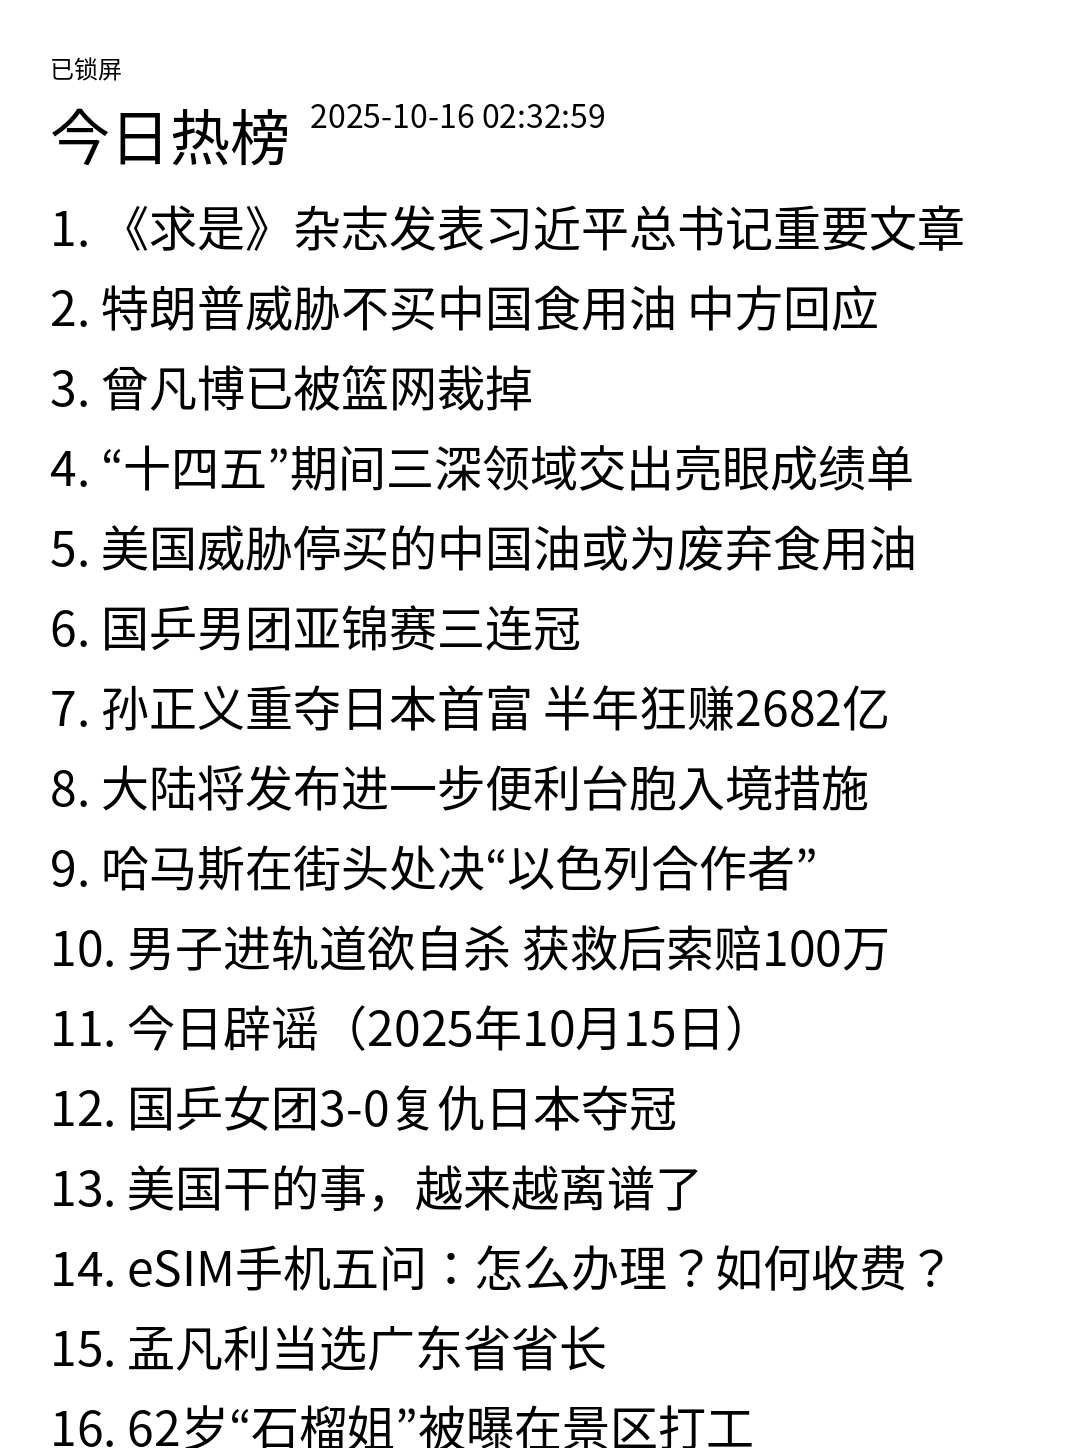 已锁屏
今日热榜 2025-10-16 02:32:59
1. 《求是》杂志发表习近平总书记重要文章
2. 特朗普威胁不买中国食用油 中方回应
3. 曾凡博已被篮网裁掉
4. “十四五”期间三深领域交出亮眼成绩单
5. 美国威胁停买的中国油或为废弃食用油
6. 国乒男团亚锦赛三连冠
7. 孙正义重夺日本首富 半年狂赚2682亿
8. 大陆将发布进一步便利台胞入境措施
9. 哈马斯在街头处决“以色列合作者”
10. 男子进轨道欲自杀 获救后索赔100万
11. 今日辟谣（2025年10月15日）
12. 国乒女团3-0复仇日本夺冠
13. 美国干的事，越来越离谱了
14. eSIM手机五问：怎么办理？如何收费？
15. 孟凡利当选广东省省长
16. 62岁“石榴姐”被曝在景区打工